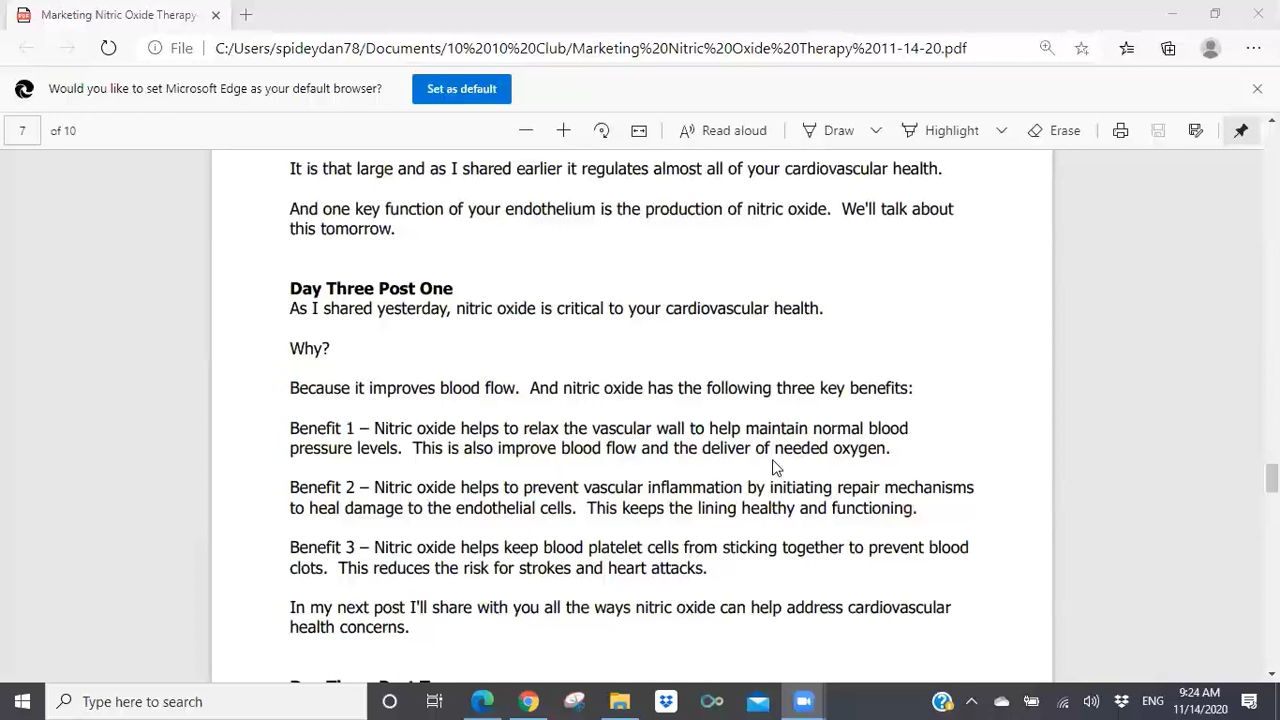 Marketing Nitric Oxide Therapy
File
C:/Users/spideydan78/Documents/10%2010%20Club/Marketing%20Nitric%20Oxide%20Therapy%2011-14-20.pdf
Would you like to set Microsoft Edge as your default browser?
Set as default
7 of 10
Read aloud
Draw
Highlight
Erase
It is that large and as I shared earlier it regulates almost all of your cardiovascular health.
And one key function of your endothelium is the production of nitric oxide. We'll talk about
this tomorrow.
Day Three Post One
As I shared yesterday, nitric oxide is critical to your cardiovascular health.
Why?
Because it improves blood flow. And nitric oxide has the following three key benefits:
Benefit 1 – Nitric oxide helps to relax the vascular wall to help maintain normal blood
pressure levels. This is also improve blood flow and the deliver of needed oxygen.
Benefit 2 – Nitric oxide helps to prevent vascular inflammation by initiating repair mechanisms
to heal damage to the endothelial cells. This keeps the lining healthy and functioning.
Benefit 3 – Nitric oxide helps keep blood platelet cells from sticking together to prevent blood
clots. This reduces the risk for strokes and heart attacks.
In my next post I'll share with you all the ways nitric oxide can help address cardiovascular
health concerns.
Type here to search
ENG
9:24 AM
11/14/2020